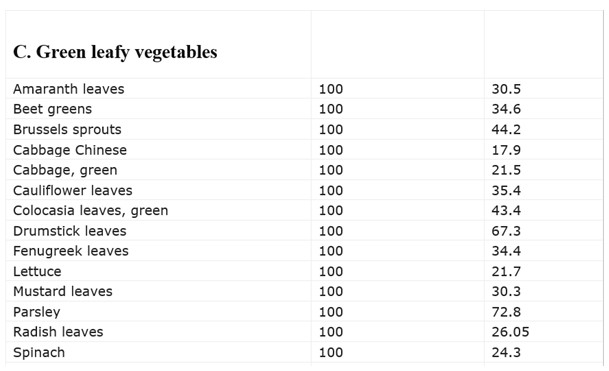 C. Green leafy vegetables
Amaranth leaves 100 30.5
Beet greens 100 34.6
Brussels sprouts 100 44.2
Cabbage Chinese 100 17.9
Cabbage, green 100 21.5
Cauliflower leaves 100 35.4
Colocasia leaves, green 100 43.4
Drumstick leaves 100 67.3
Fenugreek leaves 100 34.4
Lettuce 100 21.7
Mustard leaves 100 30.3
Parsley 100 72.8
Radish leaves 100 26.05
Spinach 100 24.3